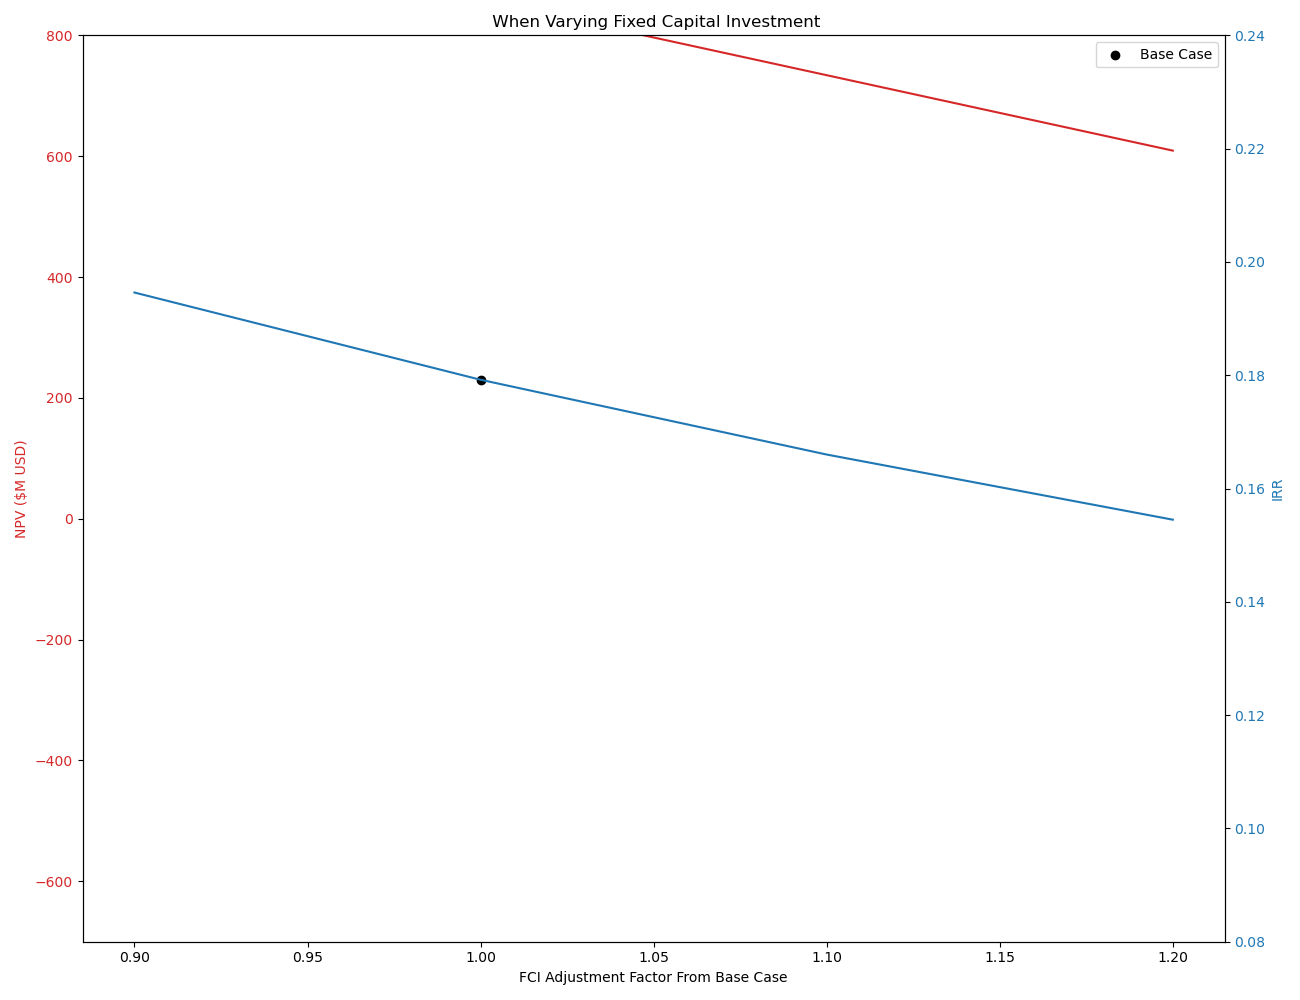 When Varying Fixed Capital Investment
Base Case
800
600
400
200
0
−200
−400
−600
NPV ($M USD)
0.24
0.22
0.20
0.18
0.16
0.14
0.12
0.10
0.08
IRR
0.90 0.95 1.00 1.05 1.10 1.15 1.20
FCI Adjustment Factor From Base Case